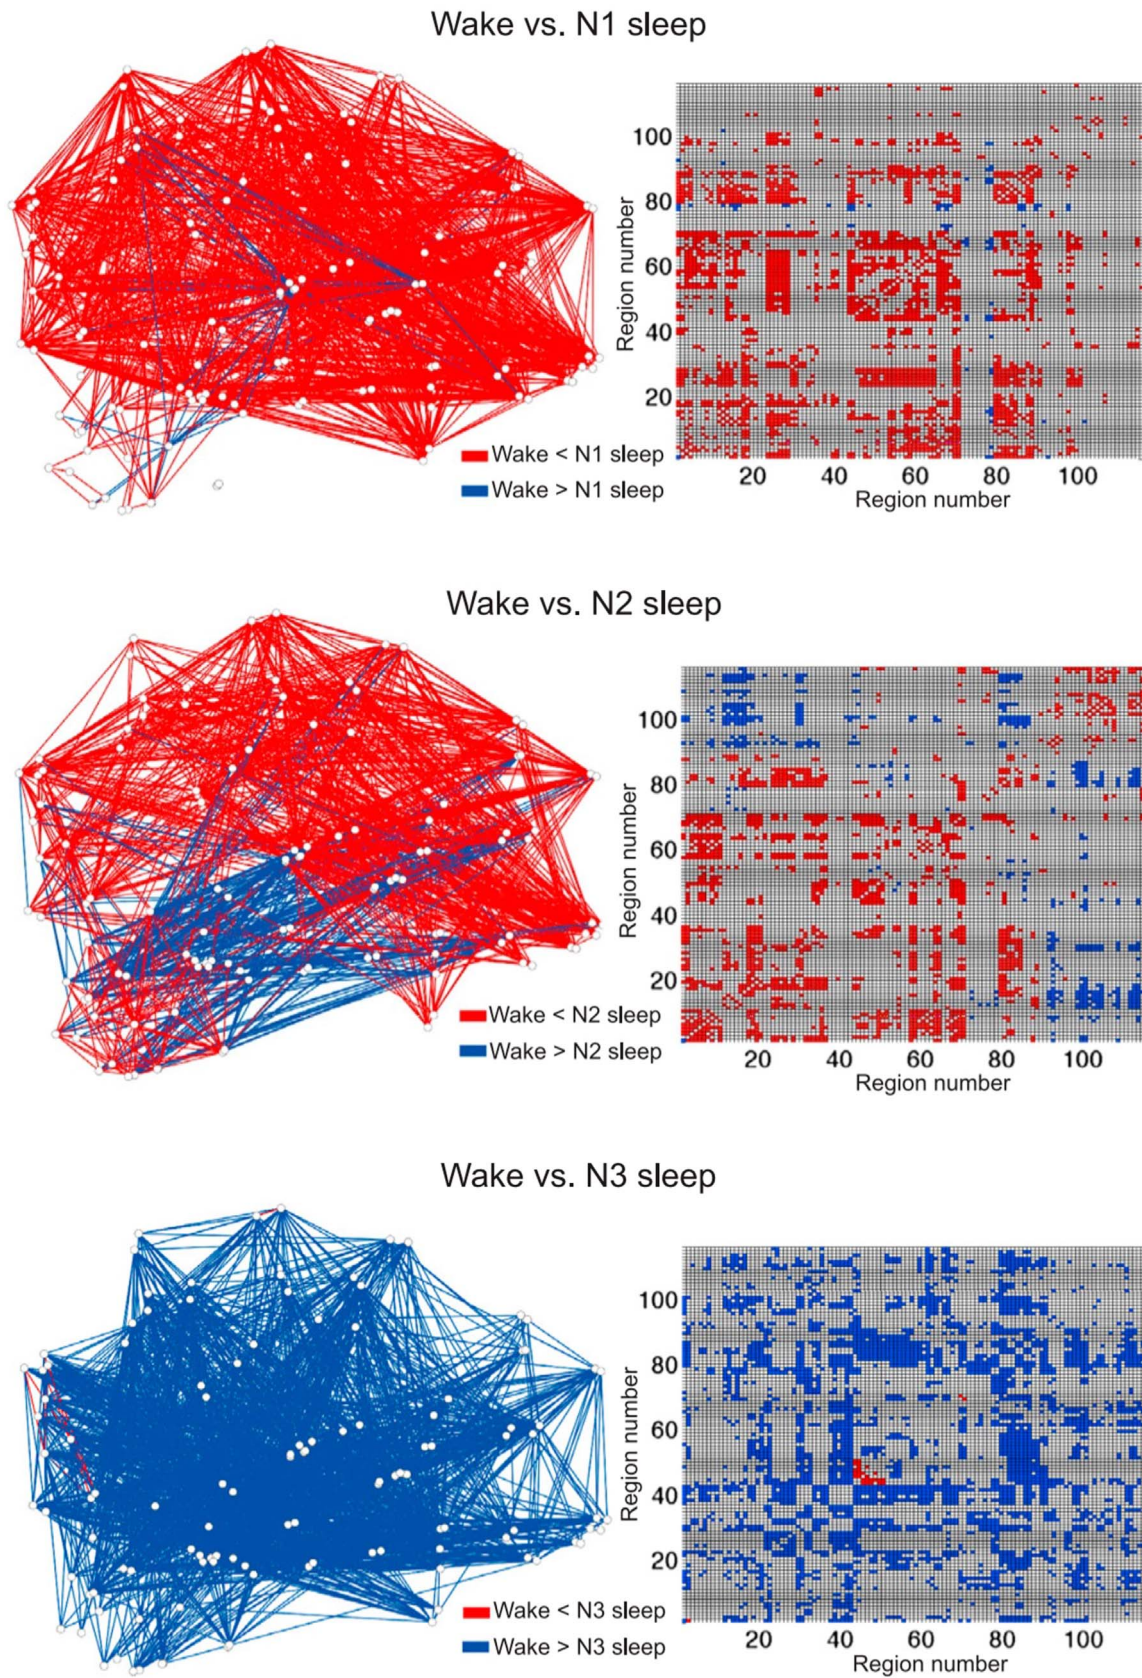 Wake vs. N1 sleep
100
80
60
40
20
Region number
20 40 60 80 100
Region number
Wake < N1 sleep
Wake > N1 sleep
Wake vs. N2 sleep
100
80
60
40
20
Region number
20 40 60 80 100
Region number
Wake < N2 sleep
Wake > N2 sleep
Wake vs. N3 sleep
100
80
60
40
20
Region number
20 40 60 80 100
Region number
Wake < N3 sleep
Wake > N3 sleep